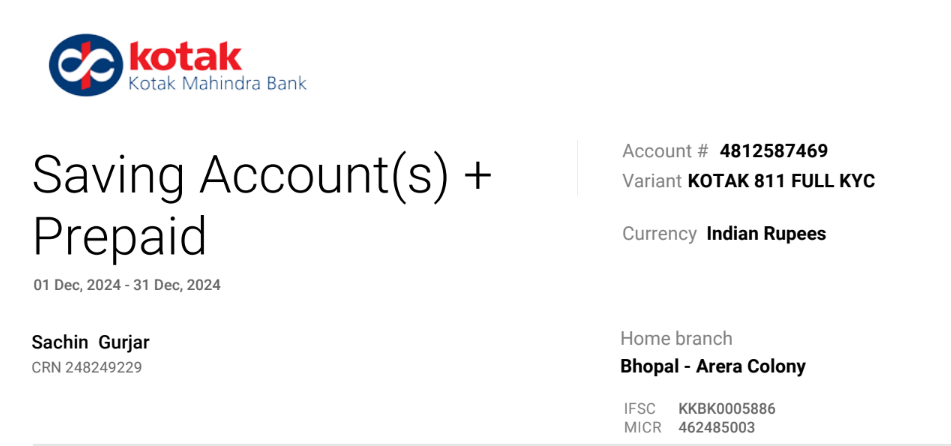 kotak
Kotak Mahindra Bank
Saving Account(s) +
Prepaid
01 Dec, 2024 - 31 Dec, 2024
Sachin Gurjar
CRN 248249229
Account # 4812587469
Variant KOTAK 811 FULL KYC
Currency Indian Rupees
Home branch
Bhopal - Arera Colony
IFSC KKBK0005886
MICR 462485003